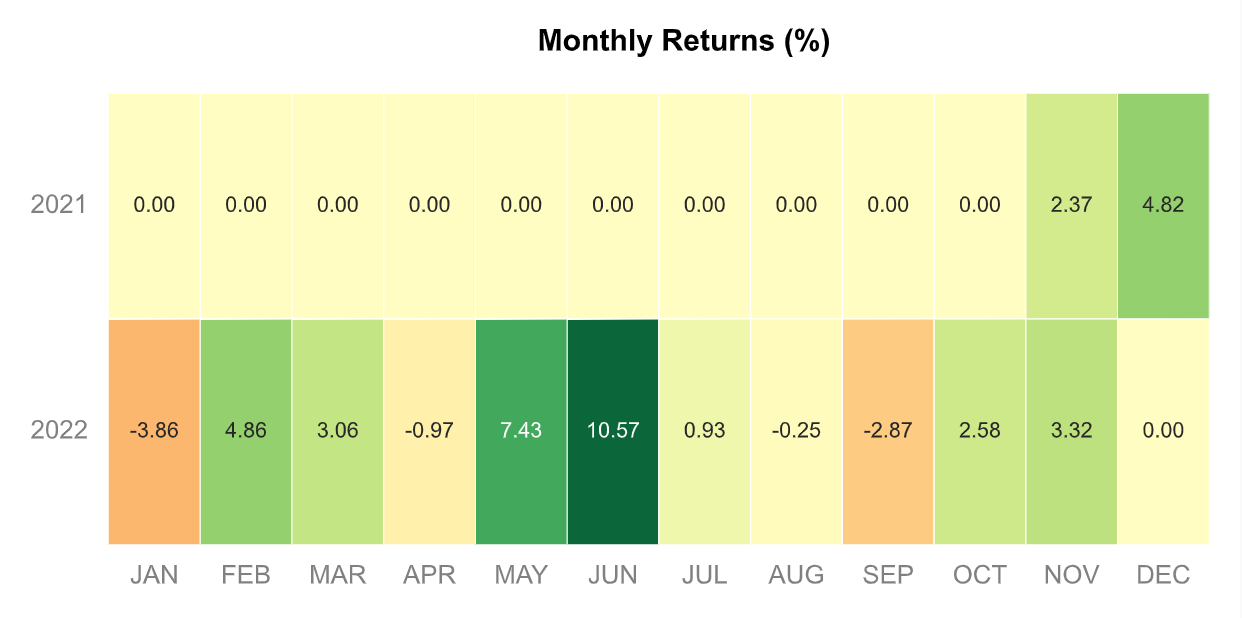 Monthly Returns (%)
2021 0.00 0.00 0.00 0.00 0.00 0.00 0.00 0.00 0.00 0.00 2.37 4.82
2022 -3.86 4.86 3.06 -0.97 7.43 10.57 0.93 -0.25 -2.87 2.58 3.32 0.00
JAN FEB MAR APR MAY JUN JUL AUG SEP OCT NOV DEC